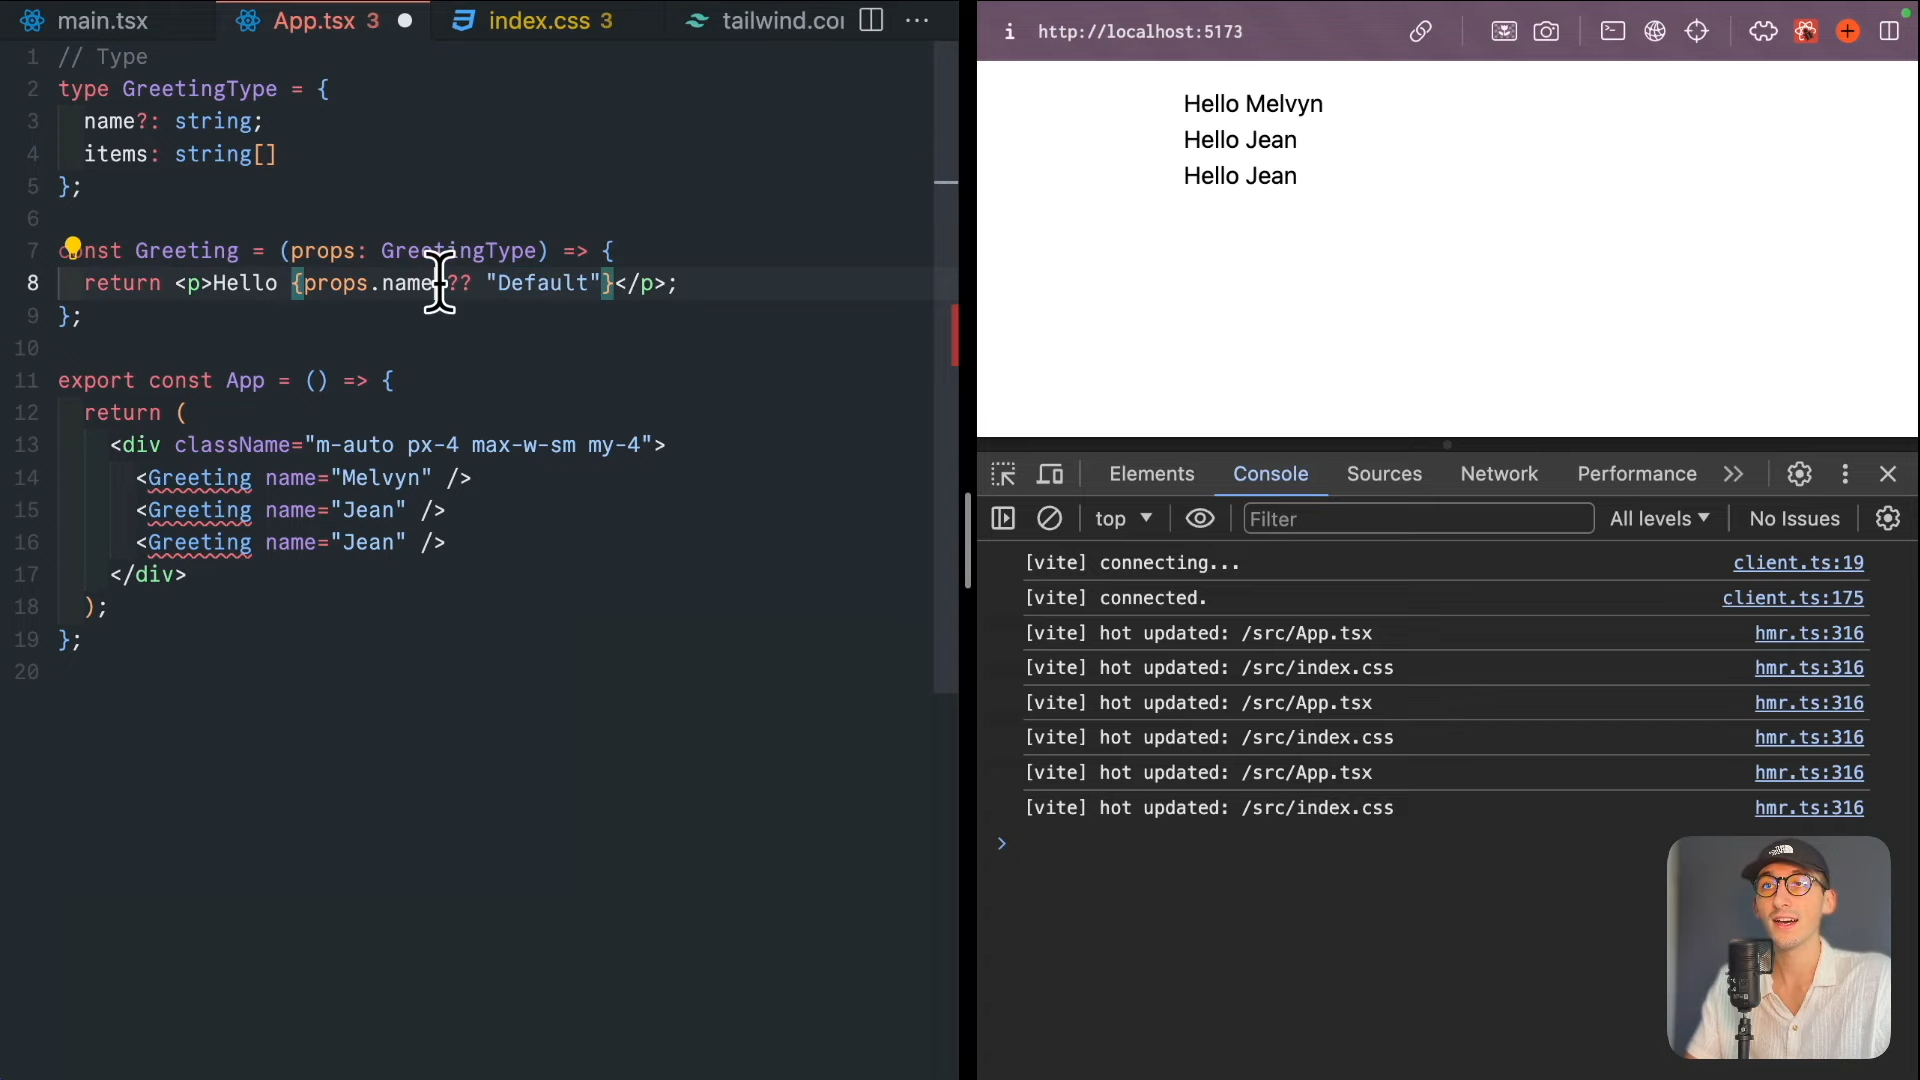 main.tsx
App.tsx 3
index.css 3
tailwind.cor
1 // Type
2 type GreetingType = {
3 name?: string;
4 items: string[]
5 };
6
7 const Greeting = (props: GreetingType) => {
8 return <p>Hello {props.name ?? "Default"}</p>;
9 };
10
11 export const App = () => {
12 return (
13 <div className="m-auto px-4 max-w-sm my-4">
14 <Greeting name="Melvyn" />
15 <Greeting name="Jean" />
16 <Greeting name="Jean" />
17 </div>
18 );
19 };
20
http://localhost:5173
Hello Melvyn
Hello Jean
Hello Jean
Elements Console Sources Network Performance
top Filter All levels No Issues
[vite] connecting... client.ts:19
[vite] connected. client.ts:175
[vite] hot updated: /src/App.tsx hmr.ts:316
[vite] hot updated: /src/index.css hmr.ts:316
[vite] hot updated: /src/App.tsx hmr.ts:316
[vite] hot updated: /src/index.css hmr.ts:316
[vite] hot updated: /src/App.tsx hmr.ts:316
[vite] hot updated: /src/index.css hmr.ts:316